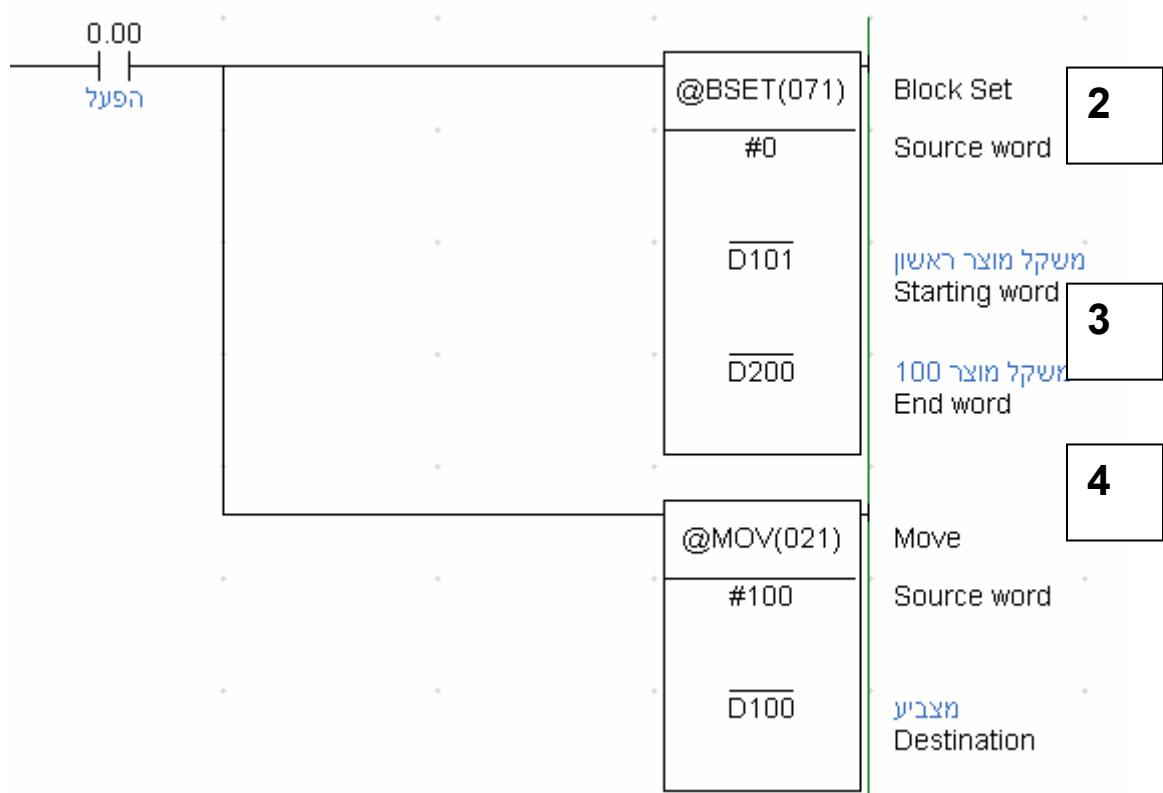 0.00
הפעל
@BSET(071)
Block Set
2
#0
Source word
D101
משקל מוצר ראשון
Starting word
3
D200
משקל מוצר 100
End word
4
@MOV(021)
Move
#100
Source word
D100
מצביע
Destination